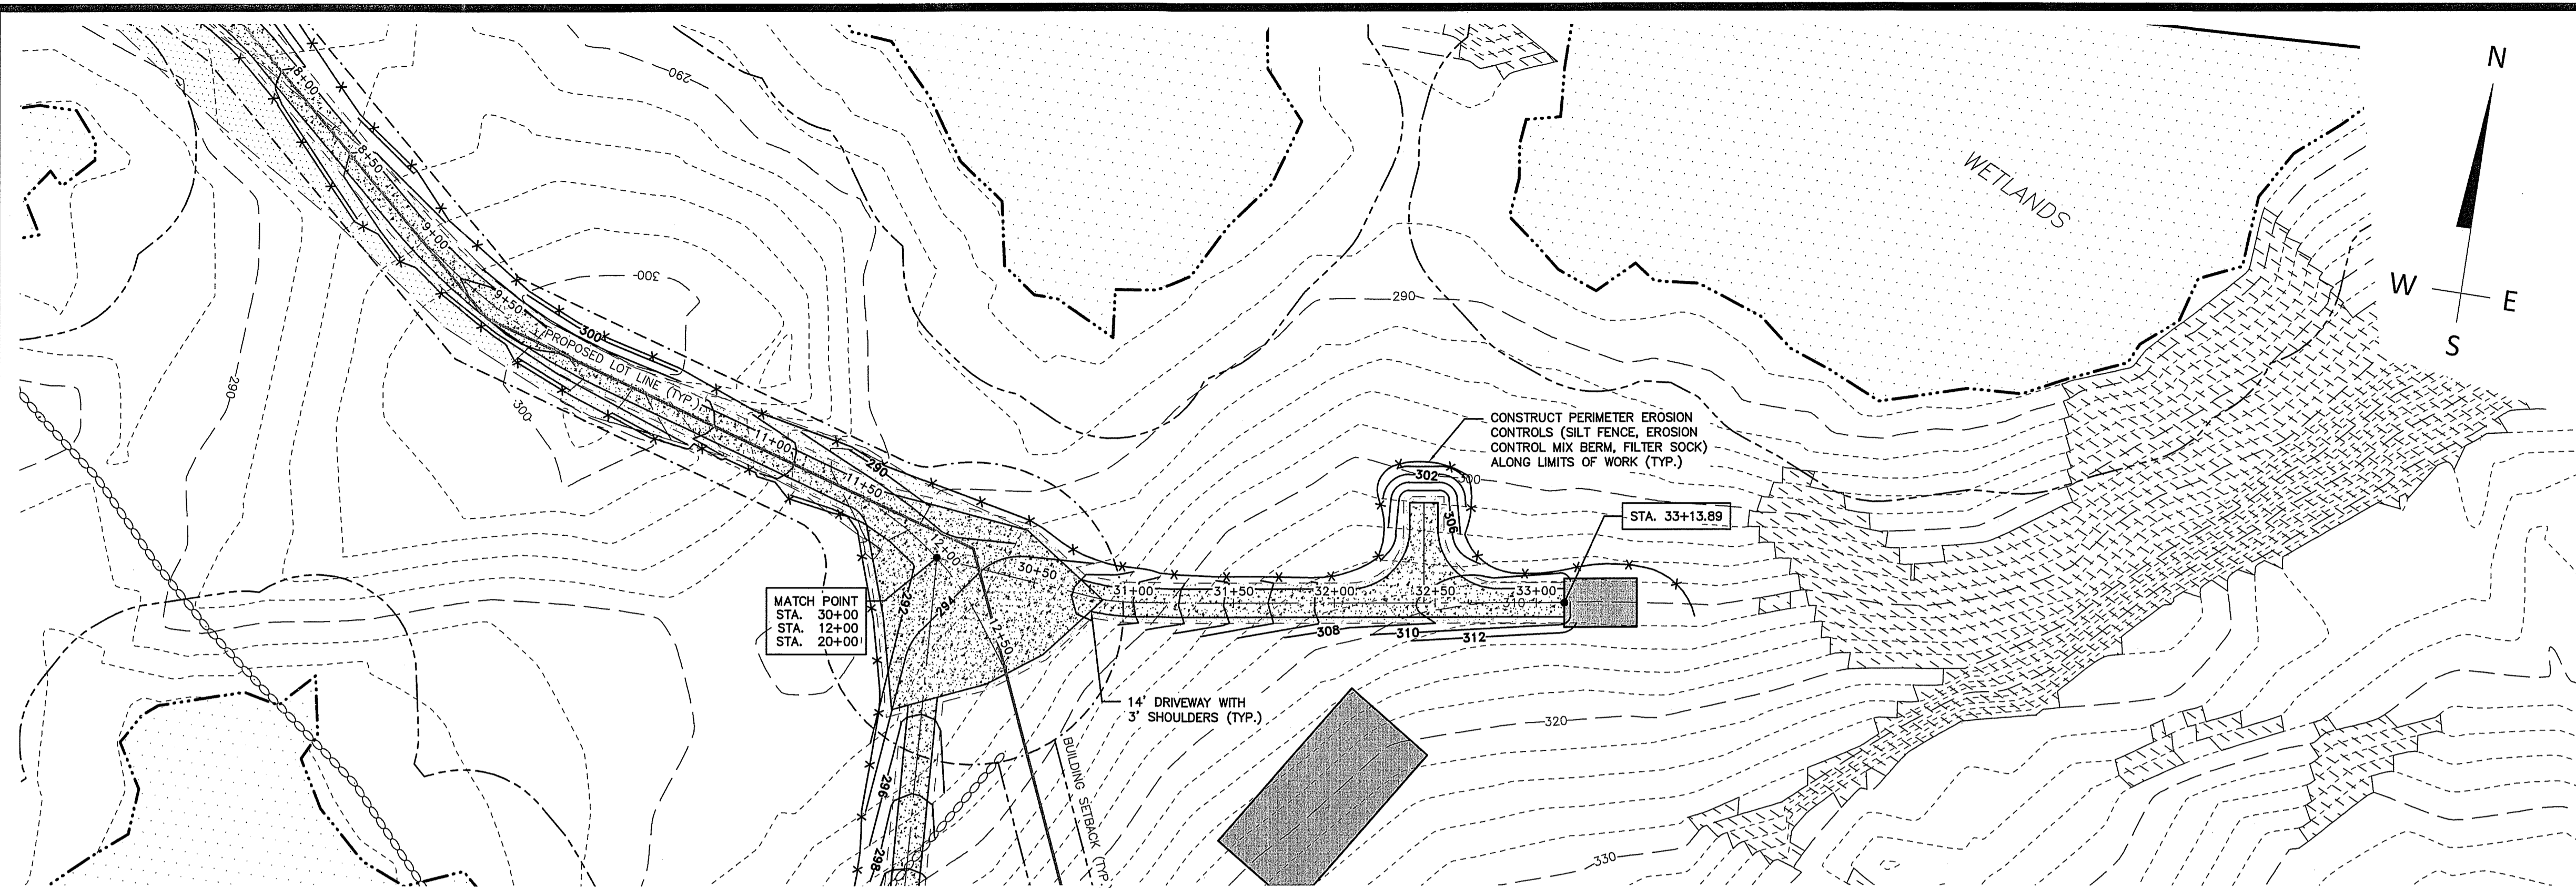 N
W
E
S
8+00
8+50
9+00
9+50
PROPOSED LOT LINE (TYP.)
11+00
11+50
12+00
12+50
290
290
300
300
300
290
290
WETLANDS
CONSTRUCT PERIMETER EROSION
CONTROLS (SILT FENCE, EROSION
CONTROL MIX BERM, FILTER SOCK)
ALONG LIMITS OF WORK (TYP.)
302
300
306
STA. 33+13.89
MATCH POINT
STA. 30+00
STA. 12+00
STA. 20+00
292
294
30+50
31+00
31+50
32+00
32+50
33+00
310
308
310
312
14' DRIVEWAY WITH
3' SHOULDERS (TYP.)
BUILDING SETBACK (TYP
296
298
320
330